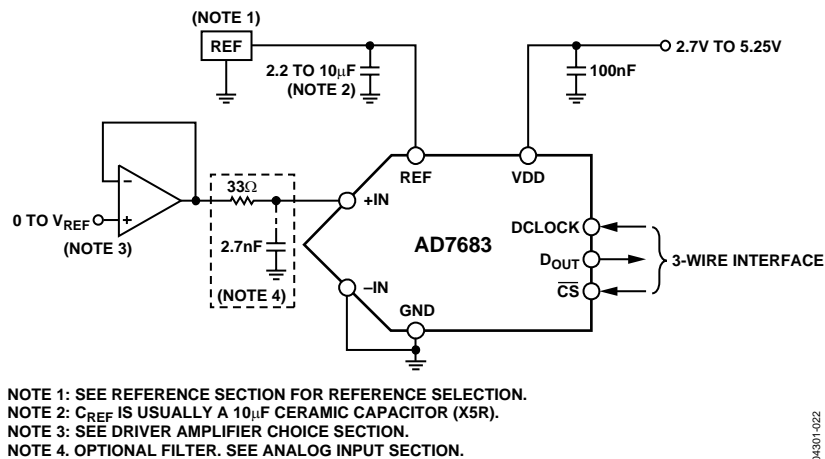 (NOTE 1)
REF
2.2 TO 10μF
(NOTE 2)
100nF
2.7V TO 5.25V
REF
VDD
33Ω
+IN
–
+
0 TO VREF
(NOTE 3)
2.7nF
(NOTE 4)
–IN
AD7683
GND
DCLOCK
DOUT
CS
3-WIRE INTERFACE
NOTE 1: SEE REFERENCE SECTION FOR REFERENCE SELECTION.
NOTE 2: CREF IS USUALLY A 10μF CERAMIC CAPACITOR (X5R).
NOTE 3: SEE DRIVER AMPLIFIER CHOICE SECTION.
NOTE 4. OPTIONAL FILTER. SEE ANALOG INPUT SECTION.
04301-022